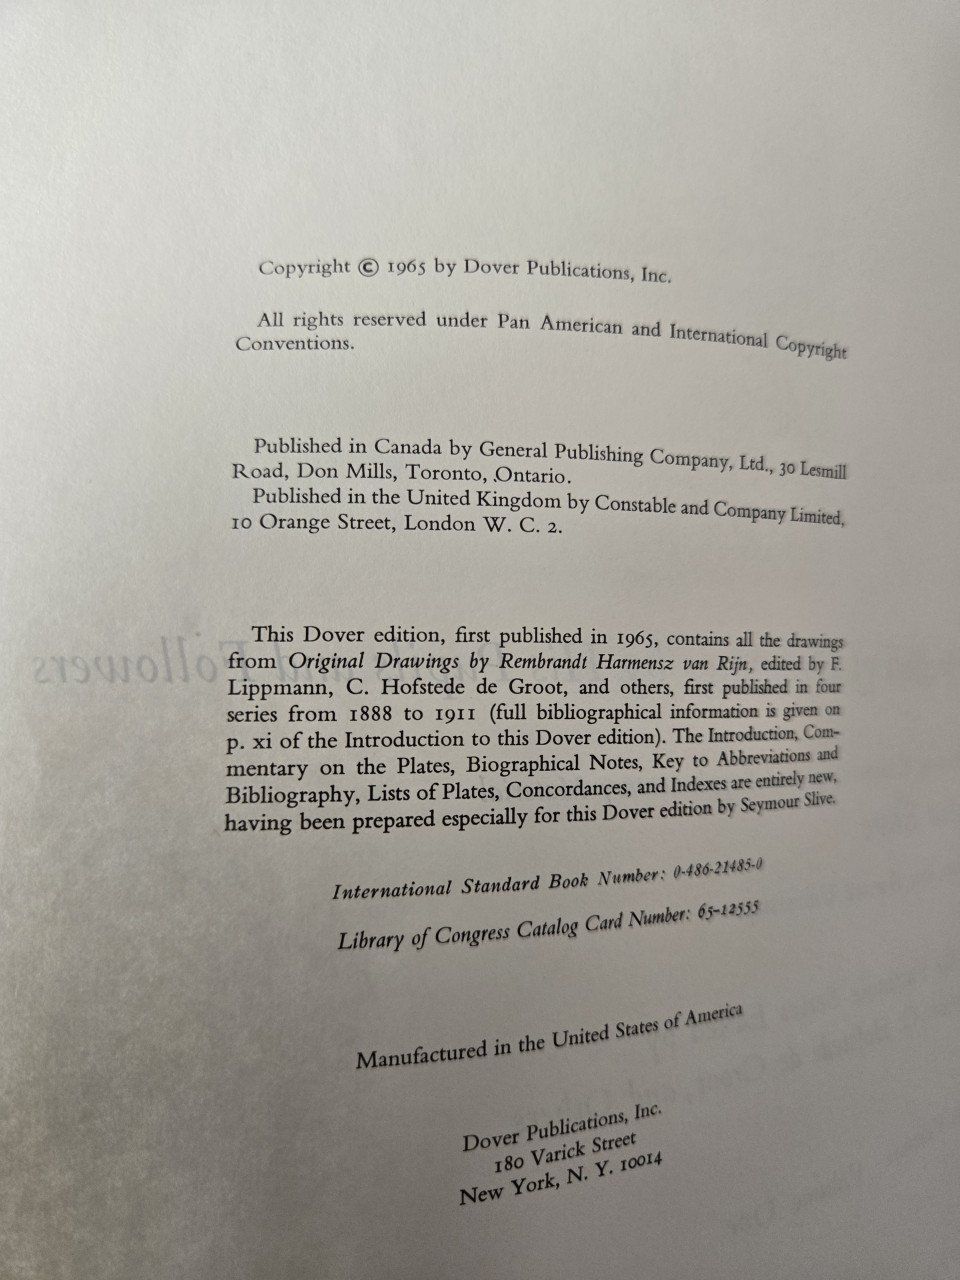 Copyright © 1965 by Dover Publications, Inc.
All rights reserved under Pan American and International Copyright
Conventions.
Published in Canada by General Publishing Company, Ltd., 30 Lesmill
Road, Don Mills, Toronto, Ontario.
Published in the United Kingdom by Constable and Company Limited,
10 Orange Street, London W. C. 2.
This Dover edition, first published in 1965, contains all the drawings
from Original Drawings by Rembrandt Harmensz van Rijn, edited by F.
Lippmann, C. Hofstede de Groot, and others, first published in four
series from 1888 to 1911 (full bibliographical information is given on
p. xi of the Introduction to this Dover edition). The Introduction, Com-
mentary on the Plates, Biographical Notes, Key to Abbreviations and
Bibliography, Lists of Plates, Concordances, and Indexes are entirely new,
having been prepared especially for this Dover edition by Seymour Slive.
International Standard Book Number: 0-486-21485-0
Library of Congress Catalog Card Number: 65-12555
Manufactured in the United States of America
Dover Publications, Inc.
180 Varick Street
New York, N. Y. 10014